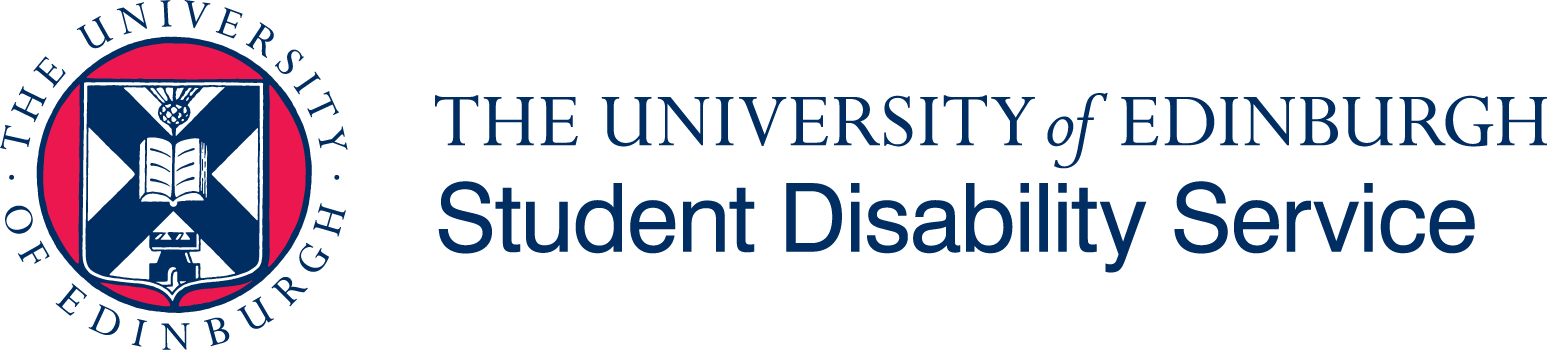 THE UNIVERSITY
OF EDINBURGH
THE UNIVERSITY of EDINBURGH
Student Disability Service